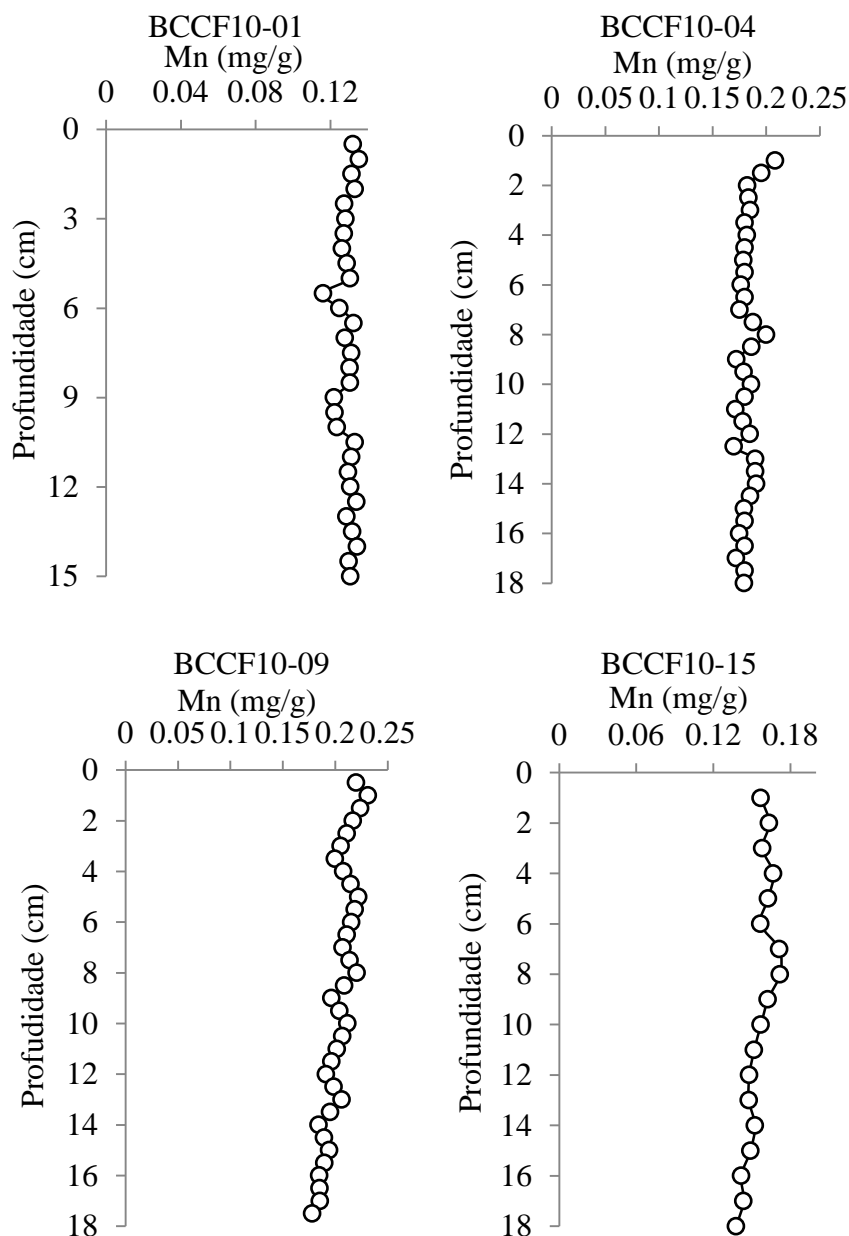 BCCF10-01
Mn (mg/g)
0 0.04 0.08 0.12
0
3
6
9
12
15
Profundidade (cm)
BCCF10-04
Mn (mg/g)
0 0.05 0.1 0.15 0.2 0.25
0
2
4
6
8
10
12
14
16
18
Profundidade (cm)
BCCF10-09
Mn (mg/g)
0 0.05 0.1 0.15 0.2 0.25
0
2
4
6
8
10
12
14
16
18
Profudidade (cm)
BCCF10-15
Mn (mg/g)
0 0.06 0.12 0.18
0
2
4
6
8
10
12
14
16
18
Profundidade (cm)